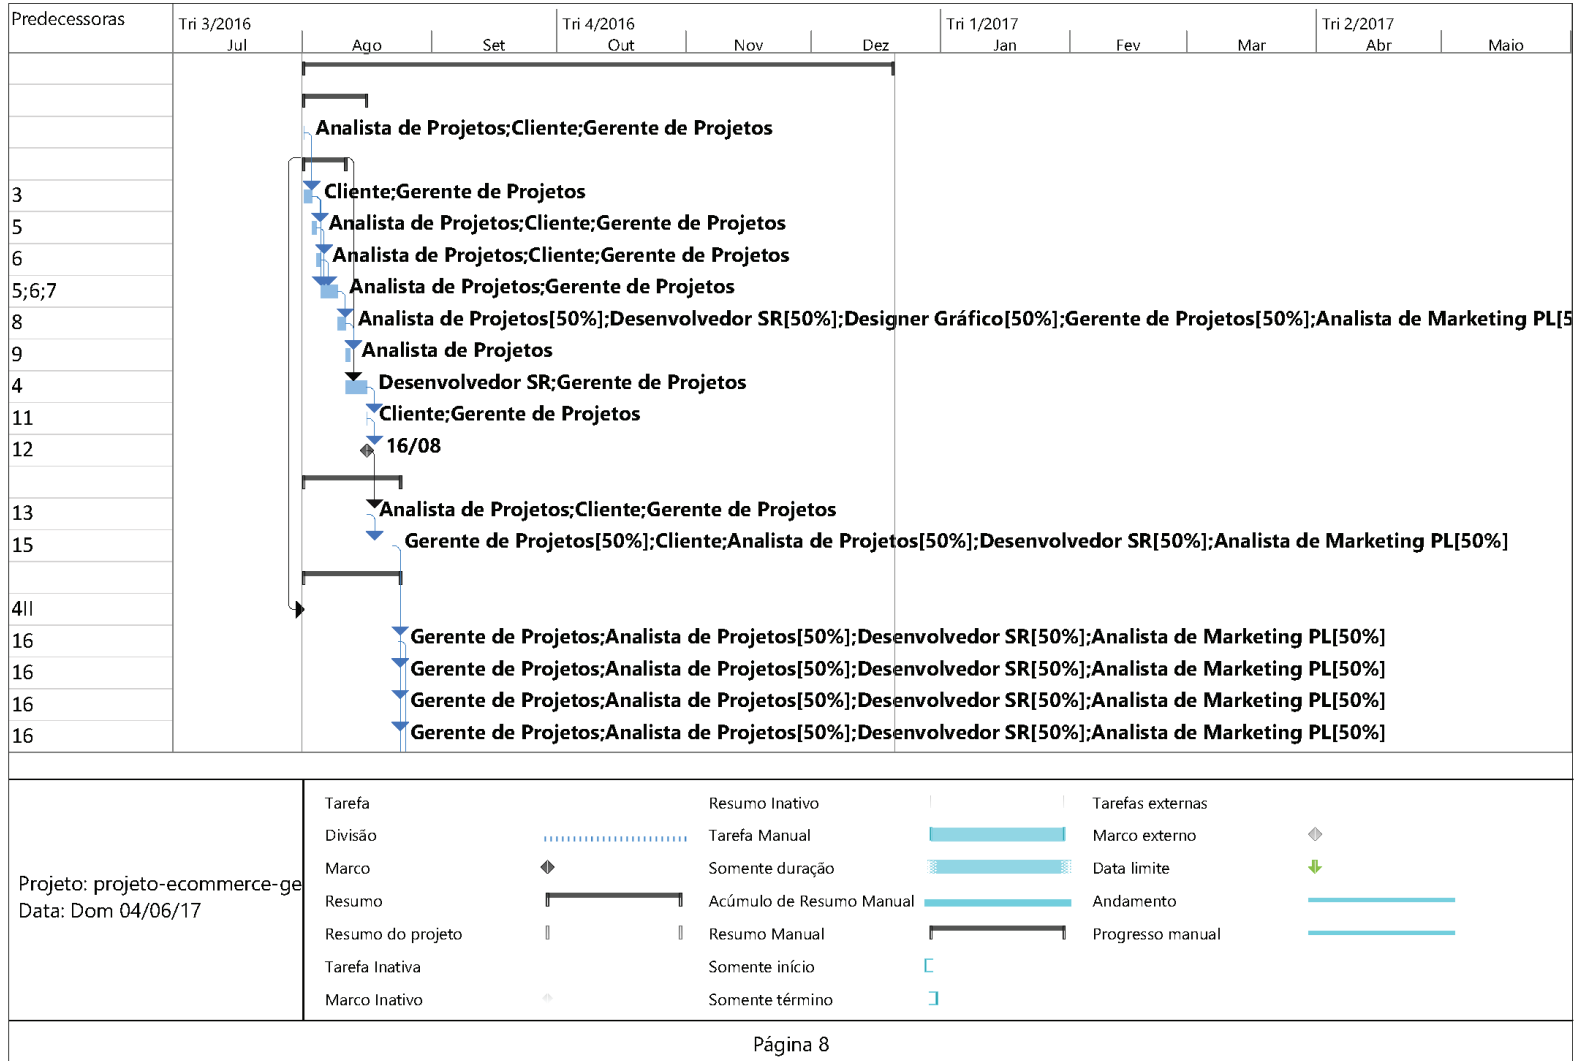 Predecessoras
Tri 3/2016 Tri 4/2016 Tri 1/2017 Tri 2/2017
Jul Ago Set Out Nov Dez Jan Fev Mar Abr Maio
Analista de Projetos;Cliente;Gerente de Projetos
3 Cliente;Gerente de Projetos
5 Analista de Projetos;Cliente;Gerente de Projetos
6 Analista de Projetos;Cliente;Gerente de Projetos
5;6;7 Analista de Projetos;Gerente de Projetos
8 Analista de Projetos[50%];Desenvolvedor SR[50%];Designer Gráfico[50%];Gerente de Projetos[50%];Analista de Marketing PL[5
9 Analista de Projetos
4 Desenvolvedor SR;Gerente de Projetos
11 Cliente;Gerente de Projetos
12 16/08
13 Analista de Projetos;Cliente;Gerente de Projetos
15 Gerente de Projetos[50%];Cliente;Analista de Projetos[50%];Desenvolvedor SR[50%];Analista de Marketing PL[50%]
4II
16 Gerente de Projetos;Analista de Projetos[50%];Desenvolvedor SR[50%];Analista de Marketing PL[50%]
16 Gerente de Projetos;Analista de Projetos[50%];Desenvolvedor SR[50%];Analista de Marketing PL[50%]
16 Gerente de Projetos;Analista de Projetos[50%];Desenvolvedor SR[50%];Analista de Marketing PL[50%]
16 Gerente de Projetos;Analista de Projetos[50%];Desenvolvedor SR[50%];Analista de Marketing PL[50%]
Projeto: projeto-ecommerce-ge
Data: Dom 04/06/17
Tarefa
Divisão
Marco
Resumo
Resumo do projeto
Tarefa Inativa
Marco Inativo
Resumo Inativo
Tarefa Manual
Somente duração
Acúmulo de Resumo Manual
Resumo Manual
Somente início
Somente término
Tarefas externas
Marco externo
Data limite
Andamento
Progresso manual
Página 8